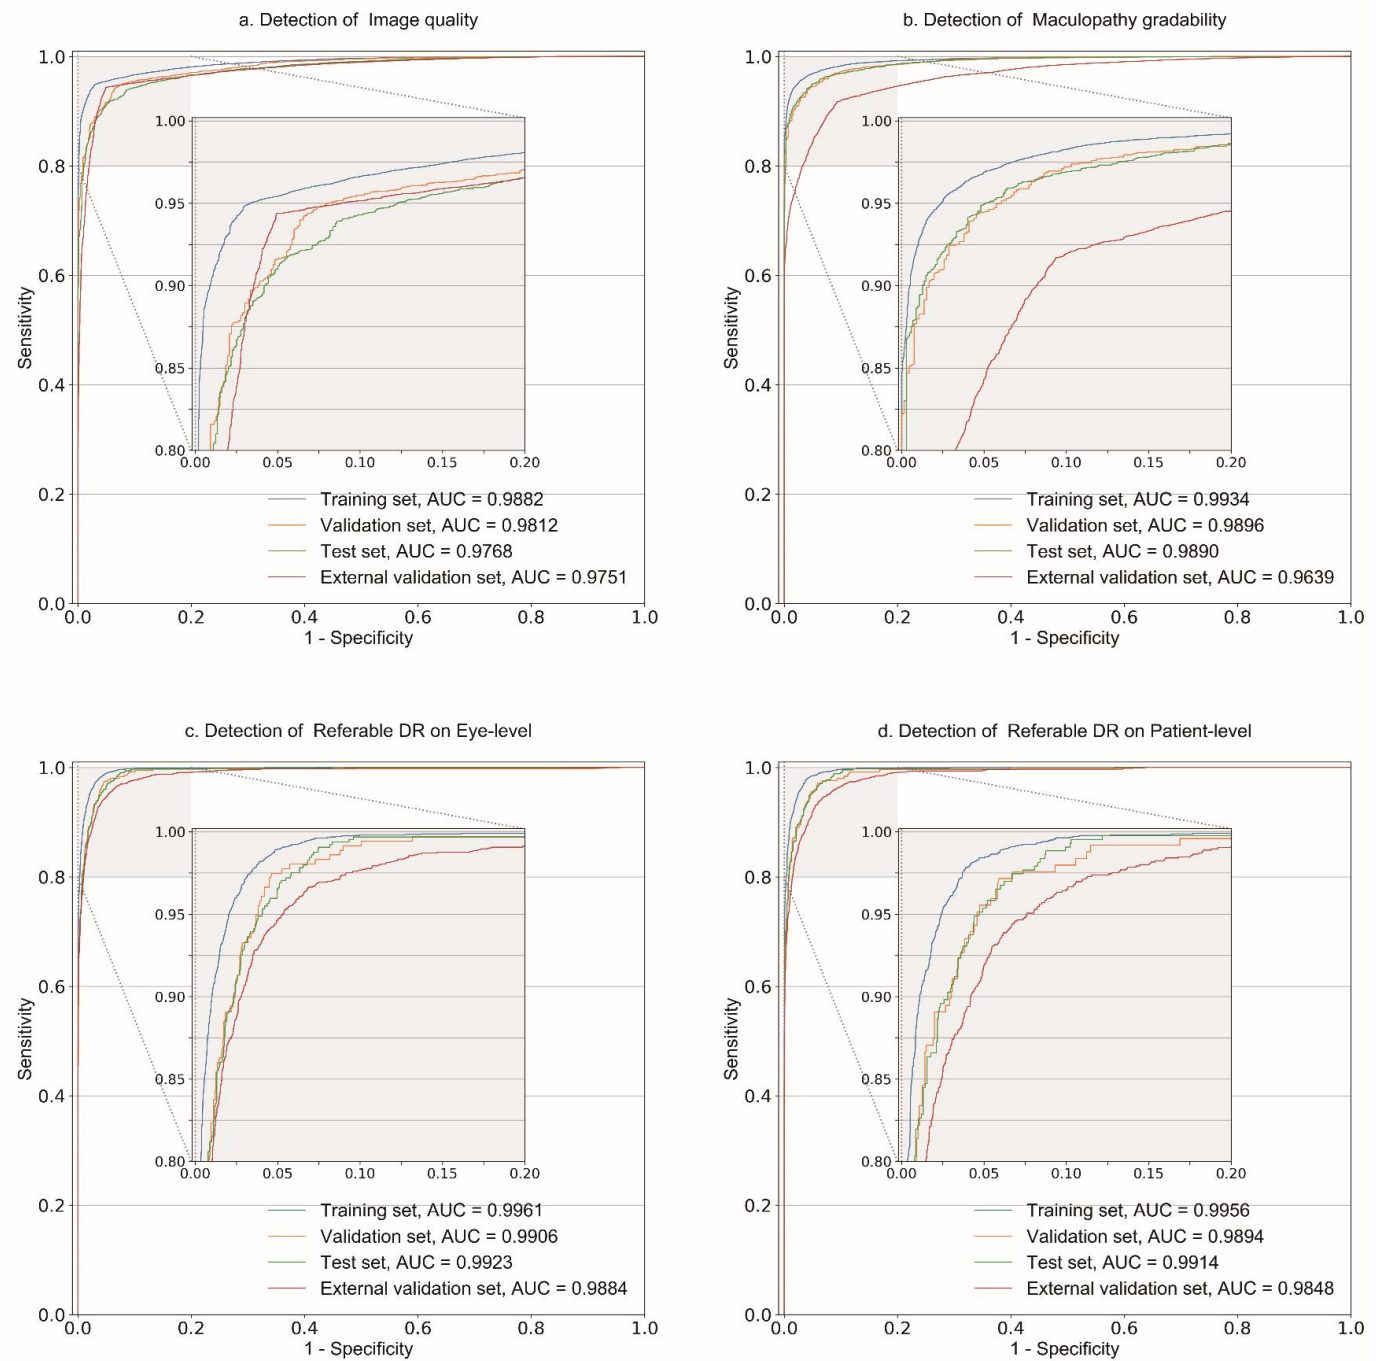 a. Detection of Image quality
1.0
0.8
0.6
0.4
0.2
0.0
Sensitivity
1.00
0.95
0.90
0.85
0.80
0.00 0.05 0.10 0.15 0.20
Training set, AUC = 0.9882
Validation set, AUC = 0.9812
Test set, AUC = 0.9768
External validation set, AUC = 0.9751
0.0 0.2 0.4 0.6 0.8 1.0
1 - Specificity
b. Detection of Maculopathy gradability
1.0
0.8
0.6
0.4
0.2
0.0
Sensitivity
1.00
0.95
0.90
0.85
0.80
0.00 0.05 0.10 0.15 0.20
Training set, AUC = 0.9934
Validation set, AUC = 0.9896
Test set, AUC = 0.9890
External validation set, AUC = 0.9639
0.0 0.2 0.4 0.6 0.8 1.0
1 - Specificity
c. Detection of Referable DR on Eye-level
1.0
0.8
0.6
0.4
0.2
0.0
Sensitivity
1.00
0.95
0.90
0.85
0.80
0.00 0.05 0.10 0.15 0.20
Training set, AUC = 0.9961
Validation set, AUC = 0.9906
Test set, AUC = 0.9923
External validation set, AUC = 0.9884
0.0 0.2 0.4 0.6 0.8 1.0
1 - Specificity
d. Detection of Referable DR on Patient-level
1.0
0.8
0.6
0.4
0.2
0.0
Sensitivity
1.00
0.95
0.90
0.85
0.80
0.00 0.05 0.10 0.15 0.20
Training set, AUC = 0.9956
Validation set, AUC = 0.9894
Test set, AUC = 0.9914
External validation set, AUC = 0.9848
0.0 0.2 0.4 0.6 0.8 1.0
1 - Specificity